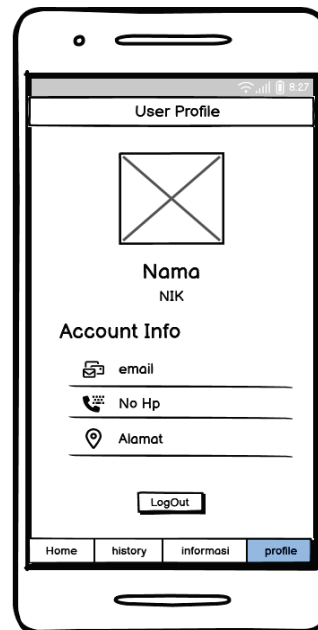 8:27
User Profile
Nama
NIK
Account Info
email
No Hp
Alamat
LogOut
Home history informasi profile